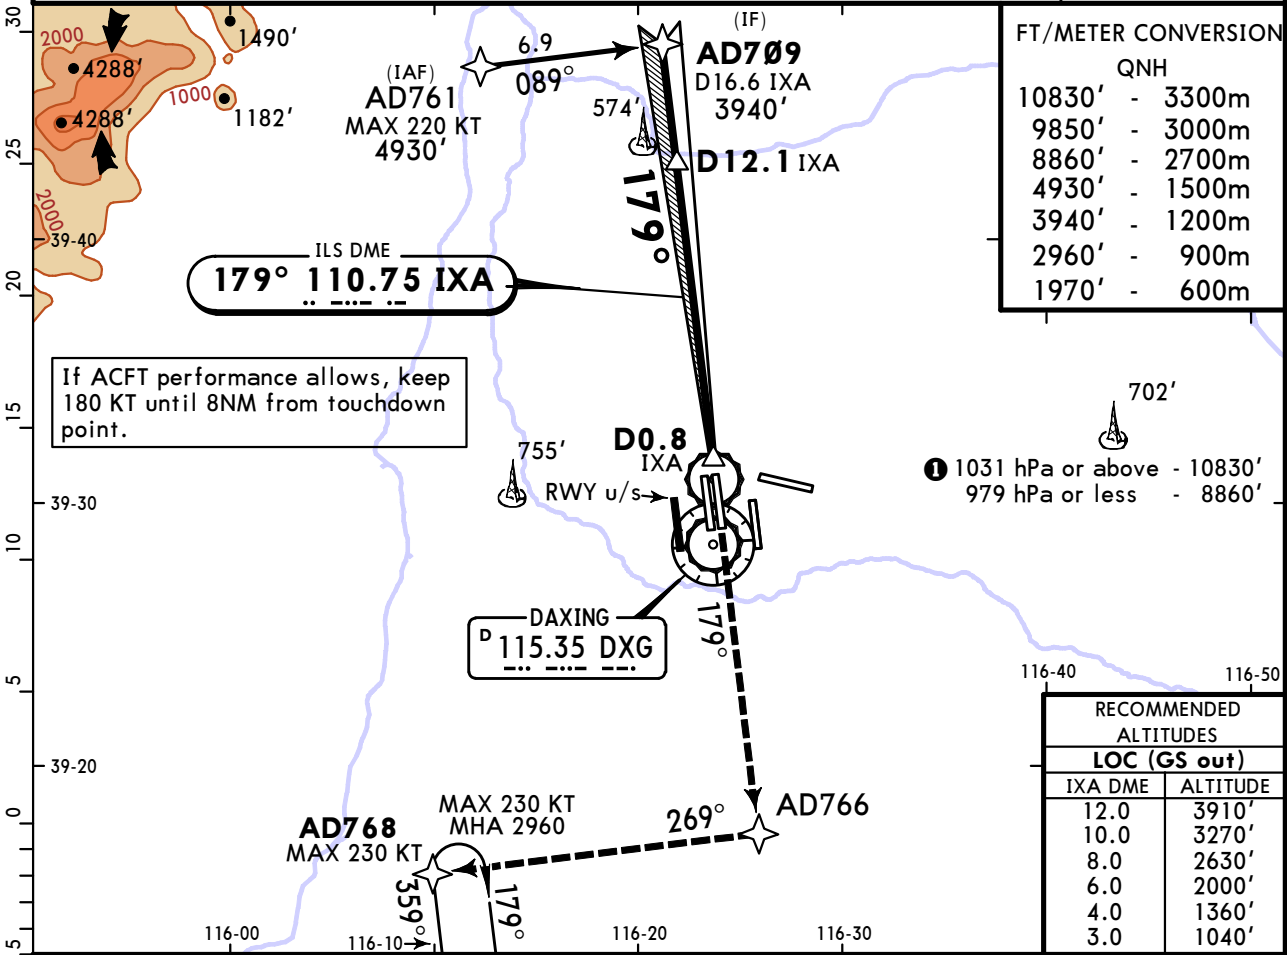 30
25
20
15
10
5
0
5
2000
4288'
4288'
2000
1490'
1000
1182'
39-40
39-30
39-20
(IAF)
AD761
MAX 220 KT
4930'
6.9
089°
(IF)
AD7Ø9
D16.6 IXA
3940'
574'
D12.1 IXA
179°
ILS DME
179° 110.75 IXA
If ACFT performance allows, keep
180 KT until 8NM from touchdown
point.
755'
D0.8
IXA
RWY u/s
702'
❶ 1031 hPa or above - 10830'
979 hPa or less - 8860'
DAXING
D 115.35 DXG
179°
AD766
269°
MAX 230 KT
MHA 2960
AD768
MAX 230 KT
359°
179°
116-00
116-10
116-20
116-30
116-40
116-50
FT/METER CONVERSION
QNH
10830' - 3300m
9850' - 3000m
8860' - 2700m
4930' - 1500m
3940' - 1200m
2960' - 900m
1970' - 600m
RECOMMENDED
ALTITUDES
LOC (GS out)
IXA DME ALTITUDE
12.0 3910'
10.0 3270'
8.0 2630'
6.0 2000'
4.0 1360'
3.0 1040'